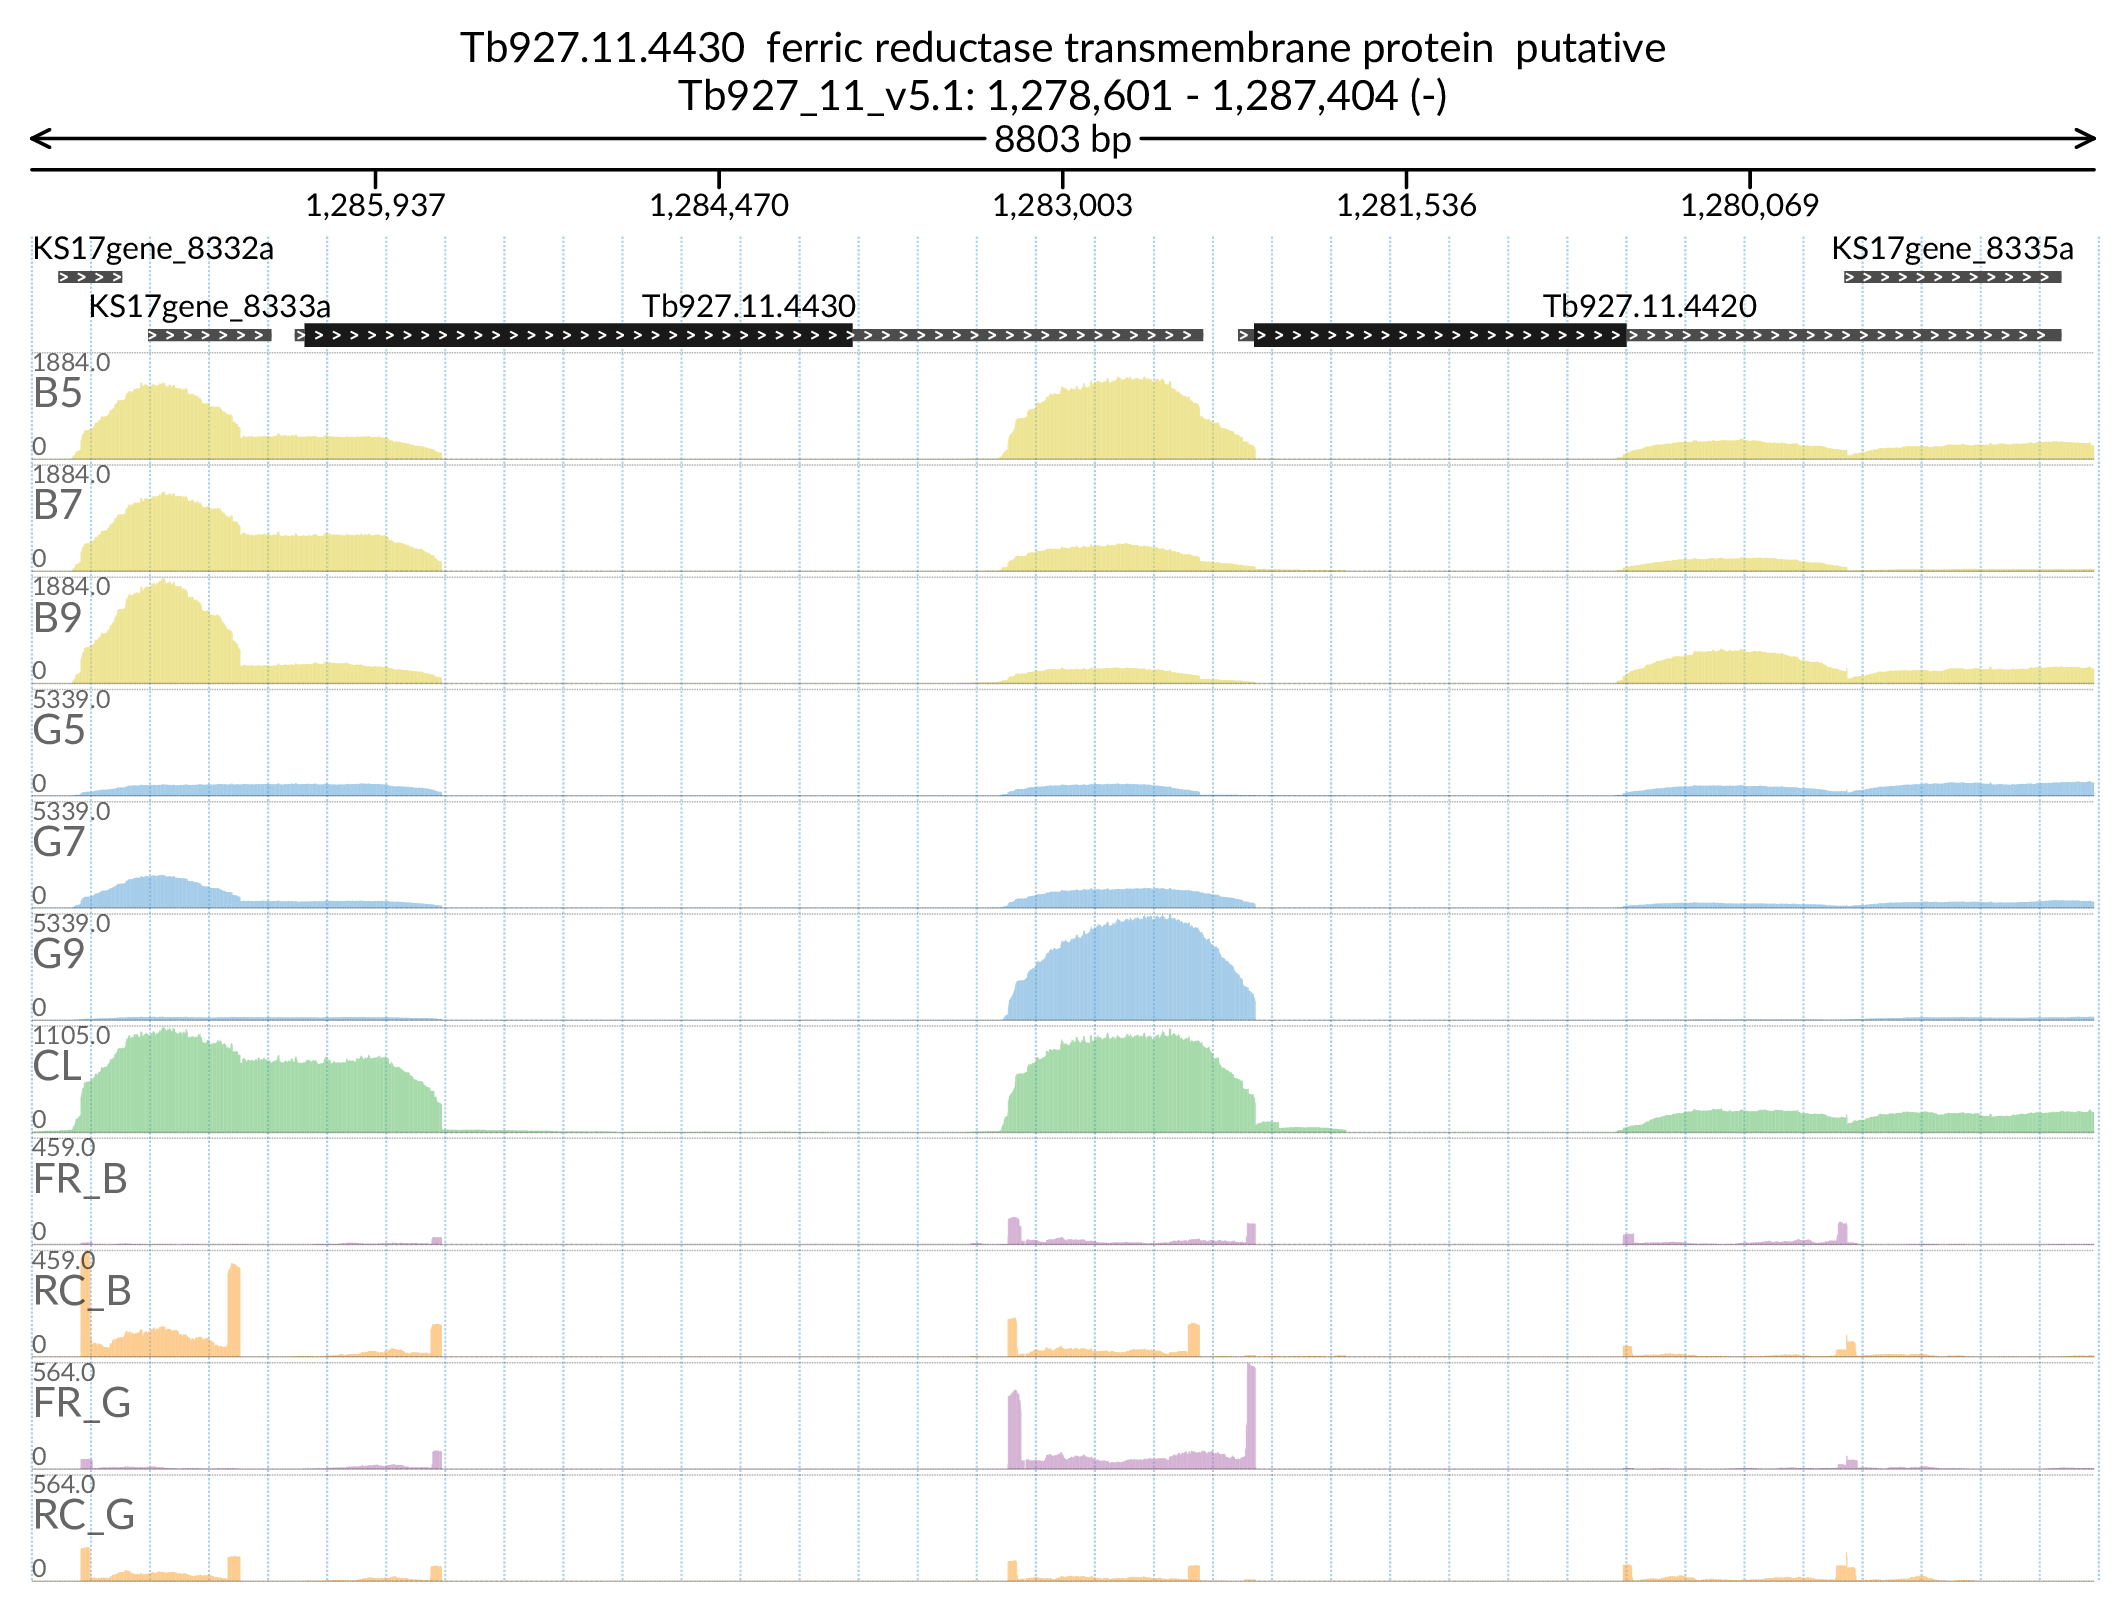 Tb927.11.4430  ferric reductase transmembrane protein  putative
Tb927_11_v5.1: 1,278,601 - 1,287,404 (-)
8803 bp
1,285,937 1,284,470 1,283,003 1,281,536 1,280,069
KS17gene_8332a KS17gene_8335a
KS17gene_8333a Tb927.11.4430 Tb927.11.4420
1884.0
B5
0
1884.0
B7
0
1884.0
B9
0
5339.0
G5
0
5339.0
G7
0
5339.0
G9
0
1105.0
CL
0
459.0
FR_B
0
459.0
RC_B
0
564.0
FR_G
0
564.0
RC_G
0